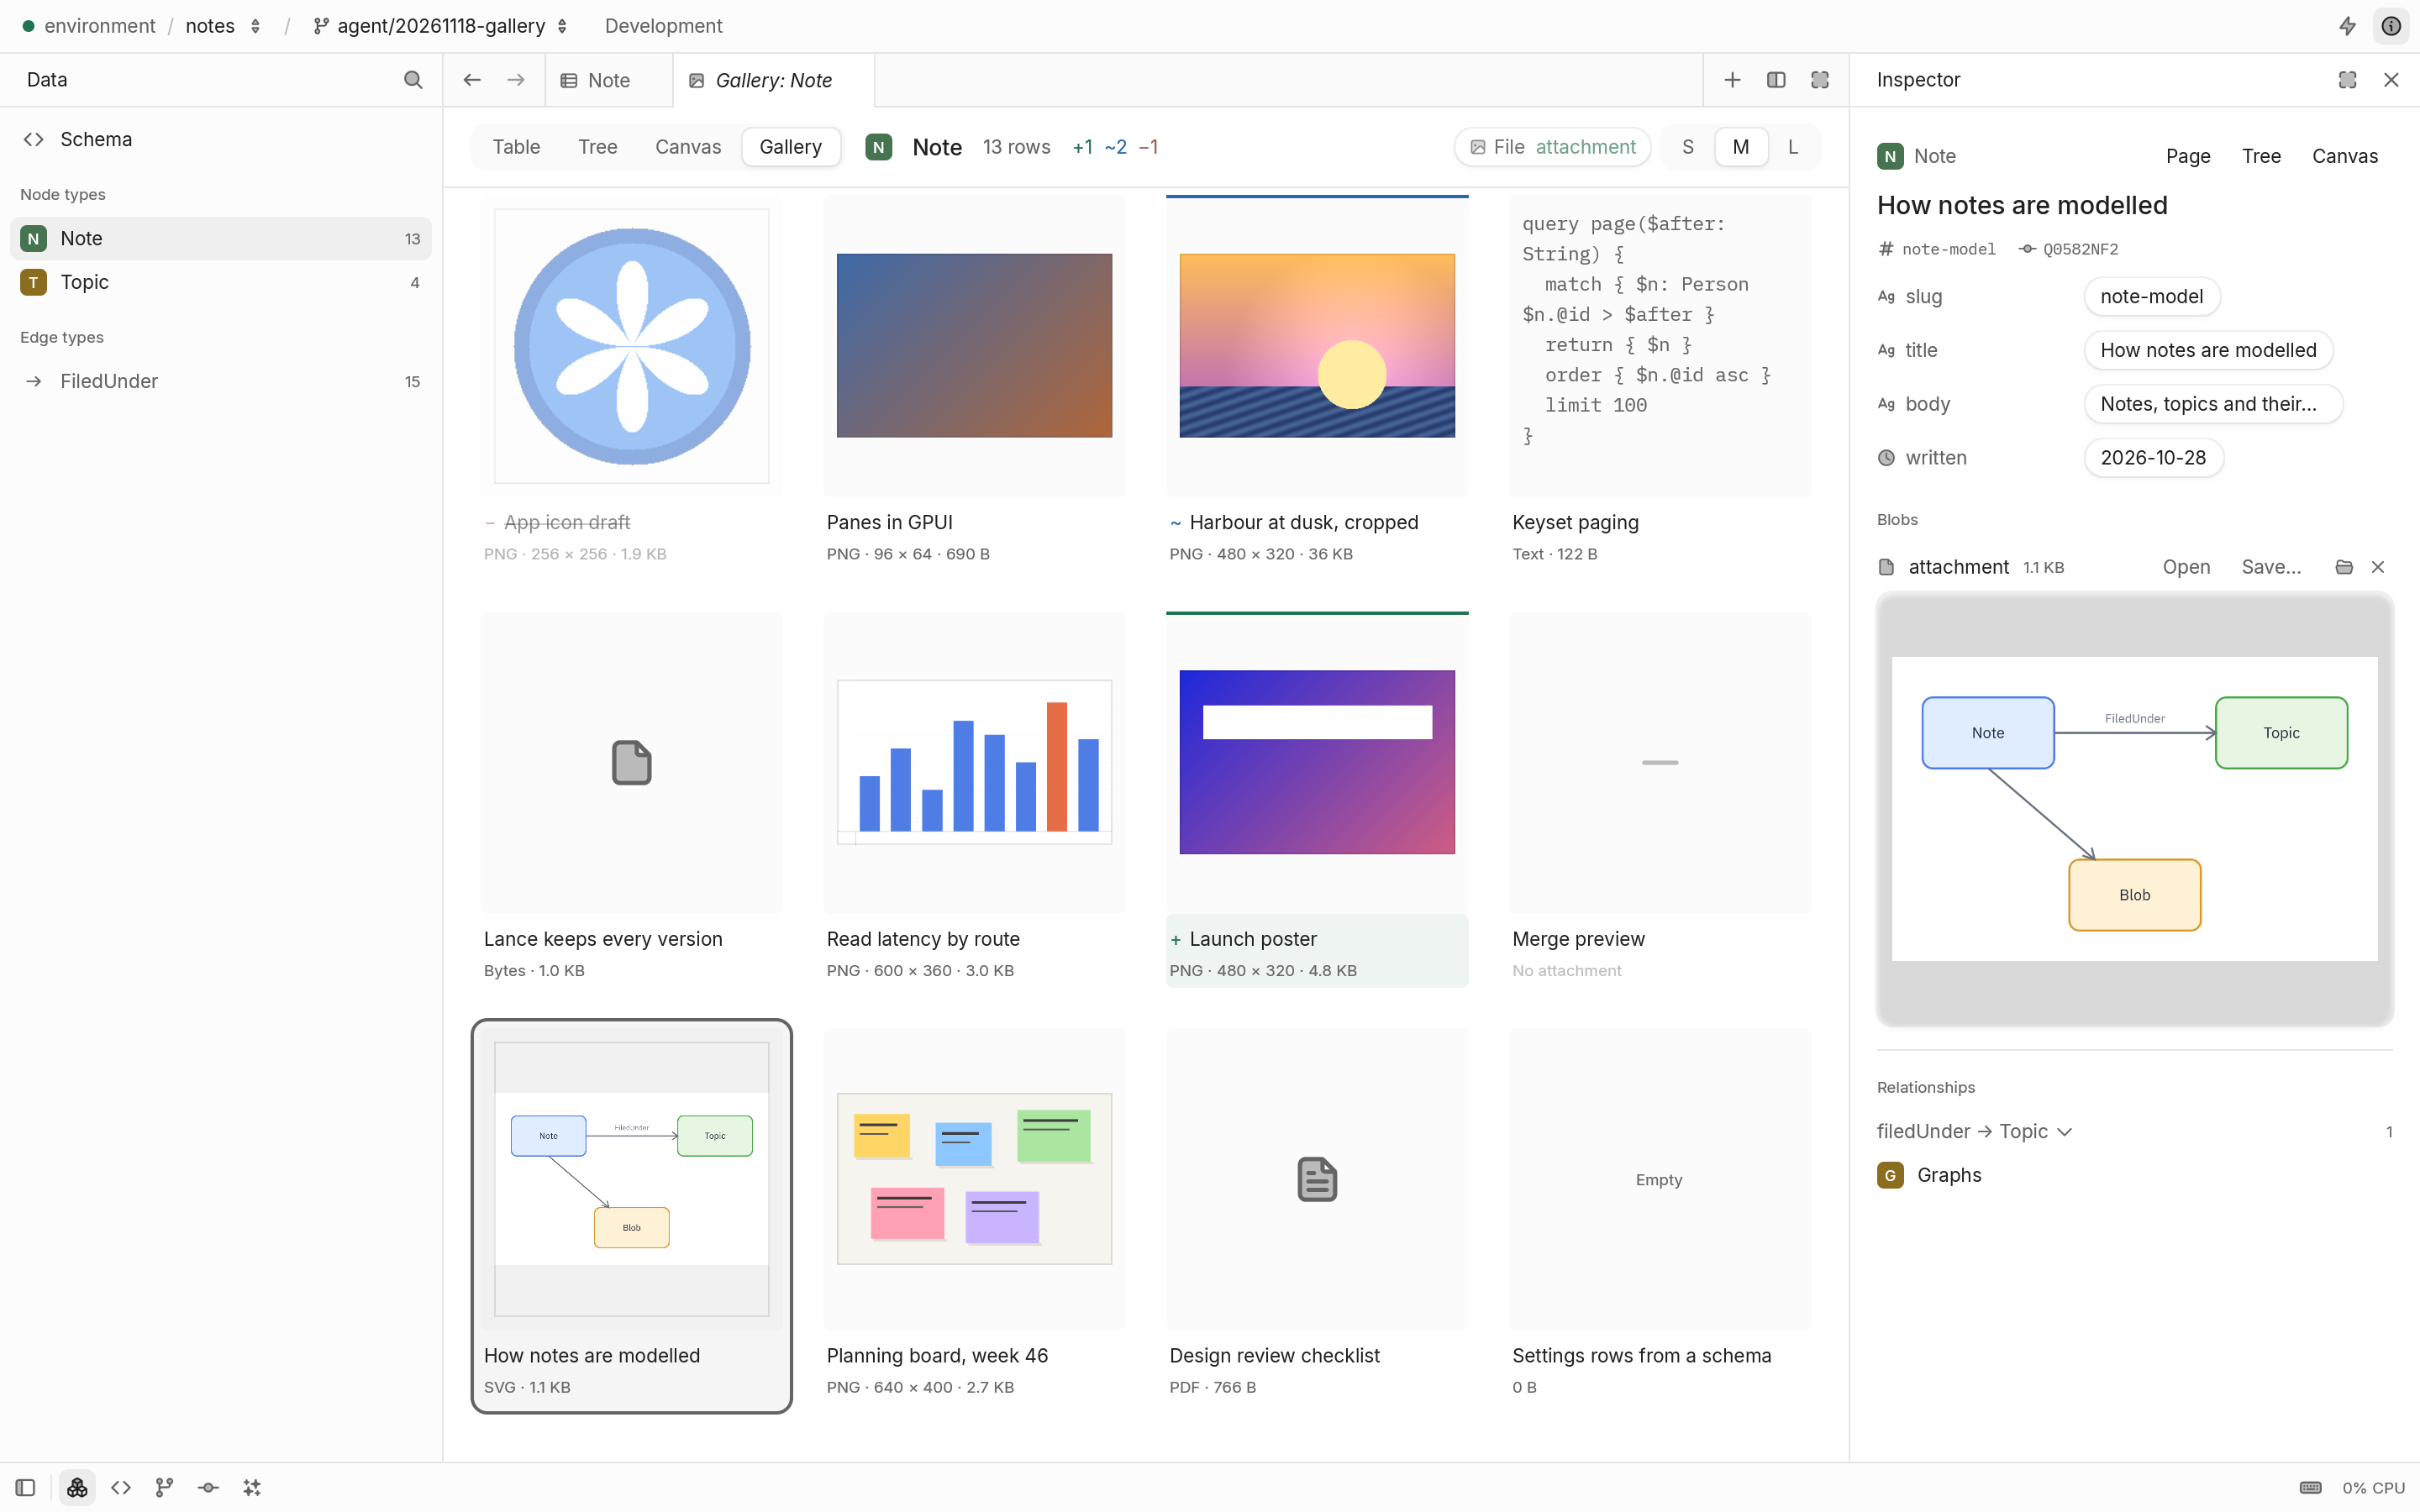 environment / notes / agent/20261118-gallery Development
Data
Note
Gallery: Note
Inspector
Schema
Node types
N Note 13
T Topic 4
Edge types
FiledUnder 15
Table Tree Canvas Gallery
N Note 13 rows +1 ~2 −1
File attachment
S M L
query page($after:
String) {
match { $n: Person
$n.@id > $after }
return { $n }
order { $n.@id asc }
limit 100
}
− App icon draft
PNG · 256 × 256 · 1.9 KB
Panes in GPUI
PNG · 96 × 64 · 690 B
~ Harbour at dusk, cropped
PNG · 480 × 320 · 36 KB
Keyset paging
Text · 122 B
Lance keeps every version
Bytes · 1.0 KB
Read latency by route
PNG · 600 × 360 · 3.0 KB
+ Launch poster
PNG · 480 × 320 · 4.8 KB
Merge preview
No attachment
Note
FiledUnder
Topic
Blob
How notes are modelled
SVG · 1.1 KB
Planning board, week 46
PNG · 640 × 400 · 2.7 KB
Design review checklist
PDF · 766 B
Empty
Settings rows from a schema
0 B
N Note
Page Tree Canvas
How notes are modelled
# note-model Q0582NF2
Ag slug note-model
Ag title How notes are modelled
Ag body Notes, topics and their...
written 2026-10-28
Blobs
attachment 1.1 KB Open Save...
Note
FiledUnder
Topic
Blob
Relationships
filedUnder → Topic 1
G Graphs
0% CPU